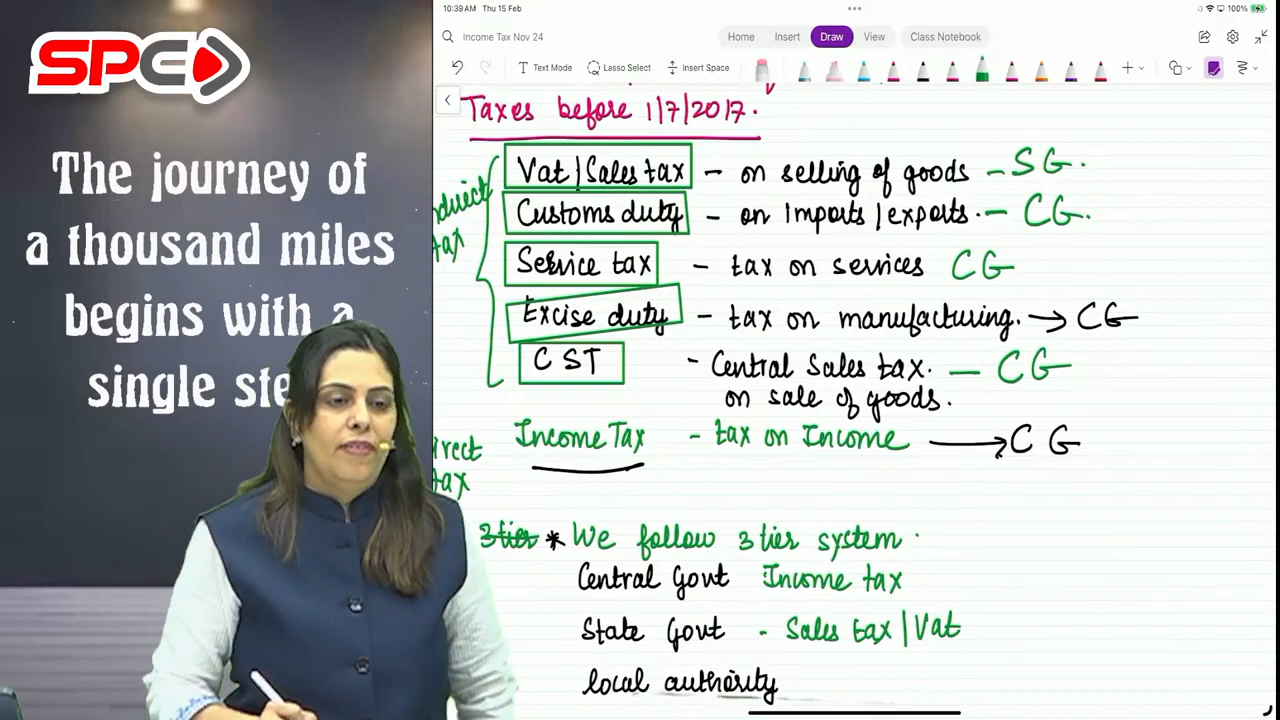 SPE
The journey of
a thousand miles
begins with a
single ste
10:39 AM Thu 15 Feb
100%
Income Tax Nov 24
Home Insert Draw View Class Notebook
Text Mode Lasso Select Insert Space
Taxes before 1/7/2017.
Vat/Sales tax - on selling of goods - SG.
Customs duty - on Imports/exports. - CG.
ndirect
tax
Service tax - tax on services CG
Excise duty - tax on manufacturing. → CG
CST - Central Sales tax. - CG
on sale of goods.
Income Tax - tax on Income → CG
irect
tax
3 tier * We follow 3 tier system.
Central Govt Income tax
State Govt - Sales tax/Vat
local authority